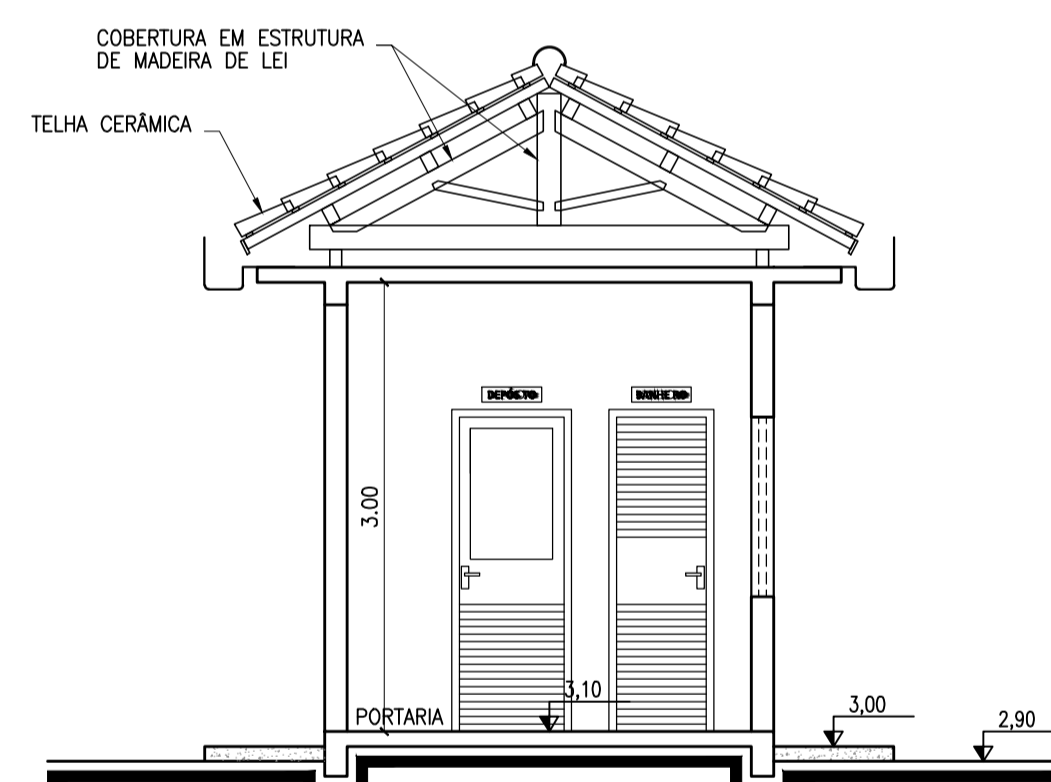 COBERTURA EM ESTRUTURA
DE MADEIRA DE LEI
TELHA CERÂMICA
DEPÓSITO
BANHEIRO
3.00
PORTARIA
3,10
3,00
2,90